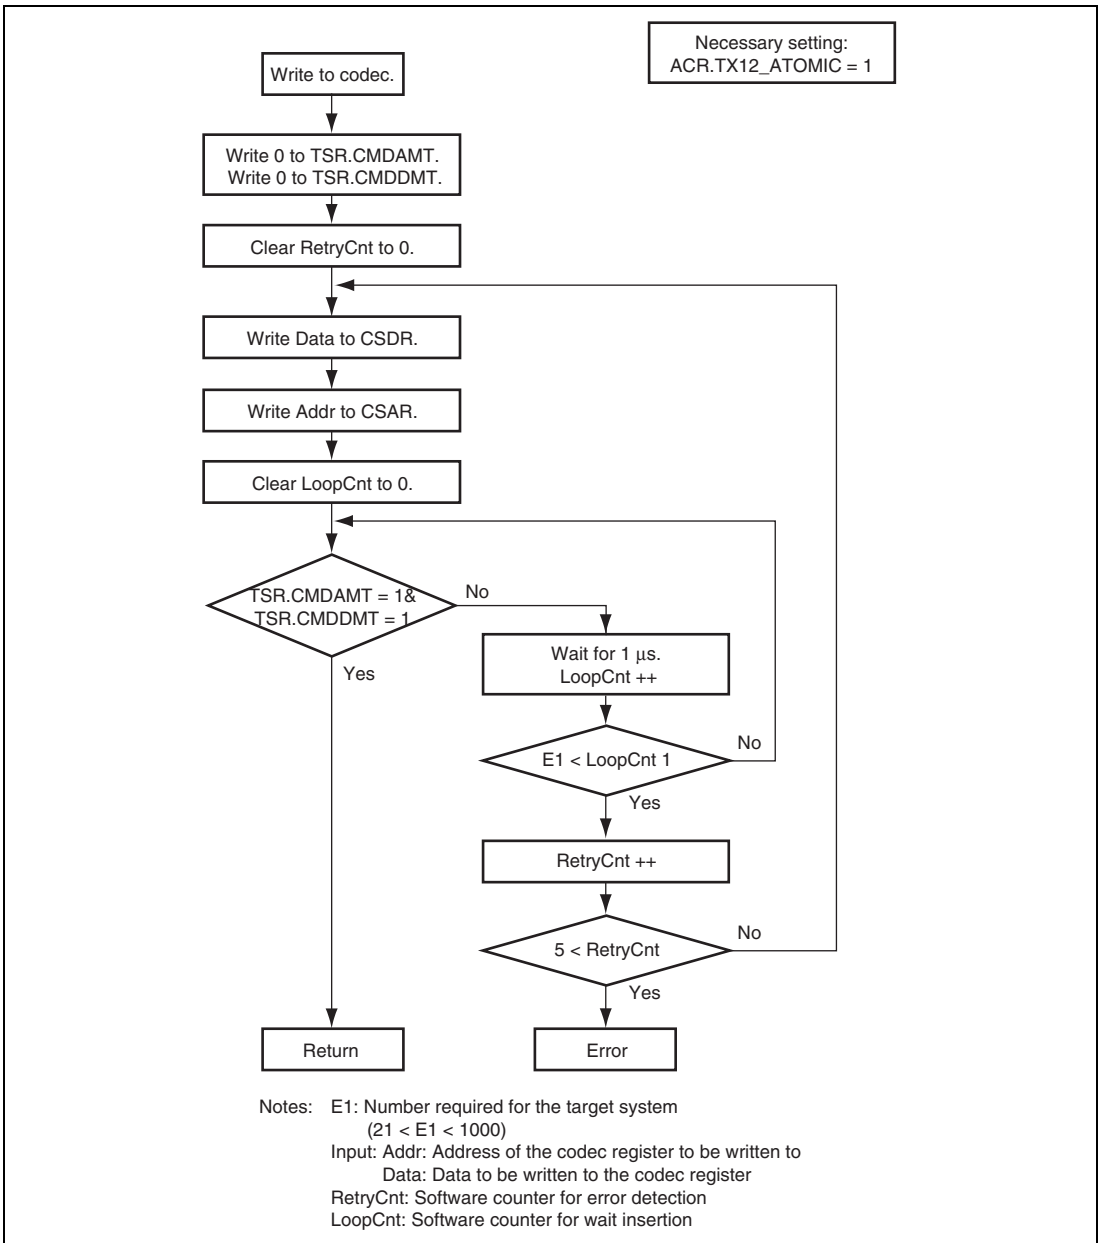 Necessary setting:
ACR.TX12_ATOMIC = 1
Write to codec.
Write 0 to TSR.CMDAMT.
Write 0 to TSR.CMDDMT.
Clear RetryCnt to 0.
Write Data to CSDR.
Write Addr to CSAR.
Clear LoopCnt to 0.
TSR.CMDAMT = 1&
TSR.CMDDMT = 1
No
Yes
Wait for 1 µs.
LoopCnt ++
E1 < LoopCnt 1
No
Yes
RetryCnt ++
5 < RetryCnt
No
Yes
Return
Error
Notes: E1: Number required for the target system
(21 < E1 < 1000)
Input: Addr: Address of the codec register to be written to
Data: Data to be written to the codec register
RetryCnt: Software counter for error detection
LoopCnt: Software counter for wait insertion